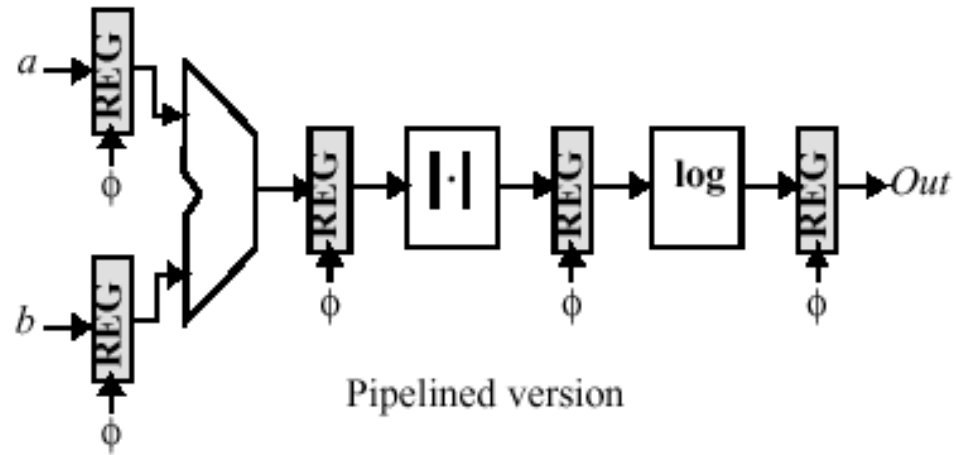 REG
a
ϕ
REG
|·|
REG
log
REG
Out
ϕ
ϕ
ϕ
REG
b
ϕ
Pipelined version